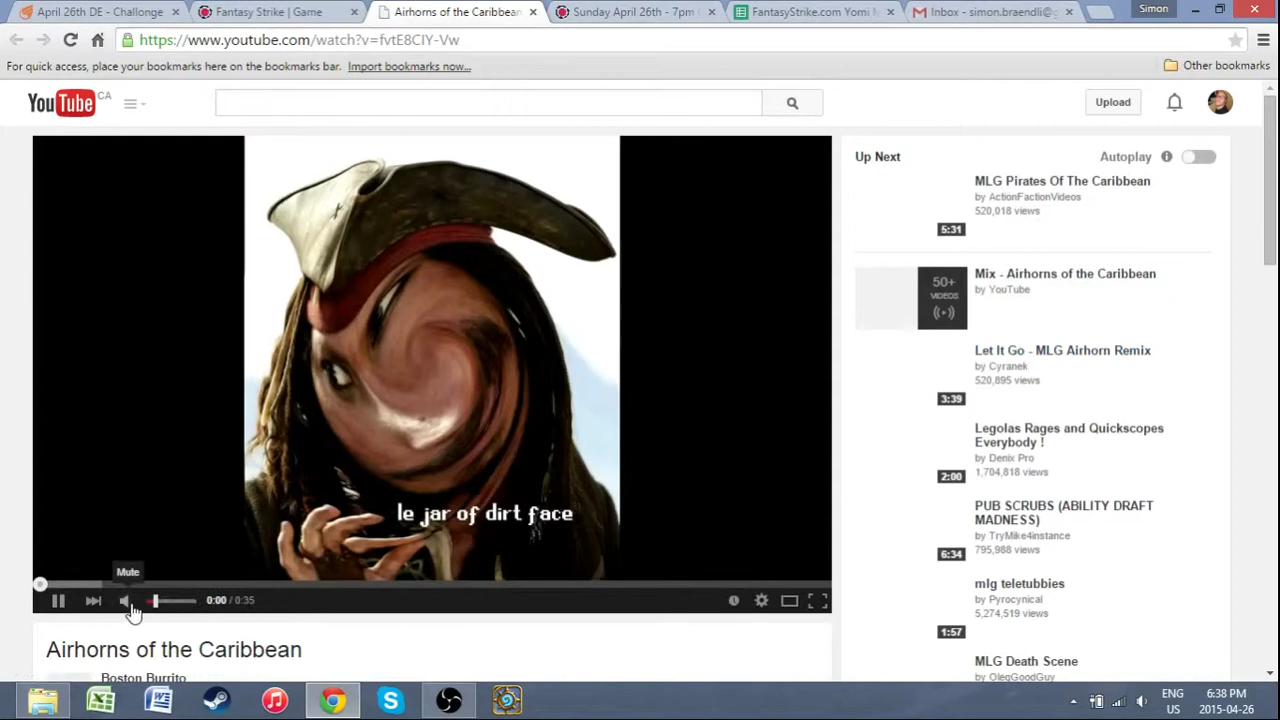 April 26th DE - Challonge
Fantasy Strike | Game
Airhorns of the Caribbean
Sunday April 26th - 7pm
FantasyStrike.com Yomi
Inbox - simon.braendli@
Simon
https://www.youtube.com/watch?v=fvtE8CIY-Vw
For quick access, place your bookmarks here on the bookmarks bar. Import bookmarks now...
Other bookmarks
YouTube CA
Upload
Up Next
Autoplay
MLG Pirates Of The Caribbean
by ActionFactionVideos
520,018 views
5:31
50+
VIDEOS
Mix - Airhorns of the Caribbean
by YouTube
Let It Go - MLG Airhorn Remix
by Cyranek
520,895 views
3:39
Legolas Rages and Quickscopes
Everybody !
by Denix Pro
1,704,818 views
2:00
PUB SCRUBS (ABILITY DRAFT
MADNESS)
by TryMike4instance
795,988 views
6:34
mlg teletubbies
by Pyrocynical
5,274,519 views
1:57
MLG Death Scene
by OlegGoodGuy
le jar of dirt face
Mute
0:00 / 0:35
Airhorns of the Caribbean
Boston Burrito
ENG
US
6:38 PM
2015-04-26